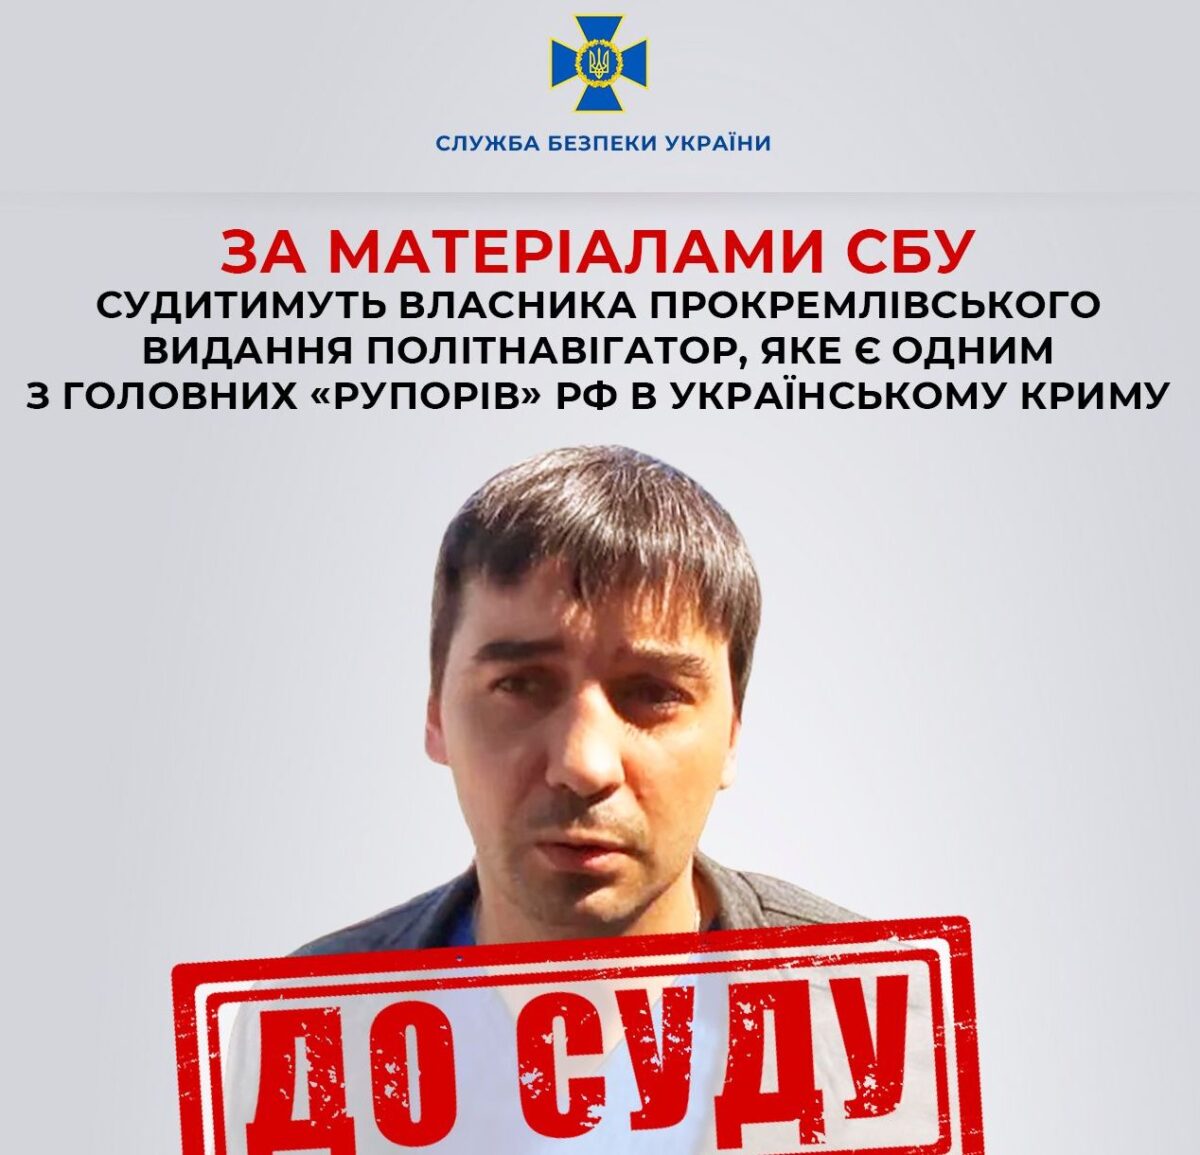 СЛУЖБА БЕЗПЕКИ УКРАЇНИ
ЗА МАТЕРІАЛАМИ СБУ
СУДИТИМУТЬ ВЛАСНИКА ПРОКРЕМЛІВСЬКОГО
ВИДАННЯ ПОЛІТНАВІГАТОР, ЯКЕ Є ОДНИМ
З ГОЛОВНИХ «РУПОРІВ» РФ В УКРАЇНСЬКОМУ КРИМУ
ДО СУДУ